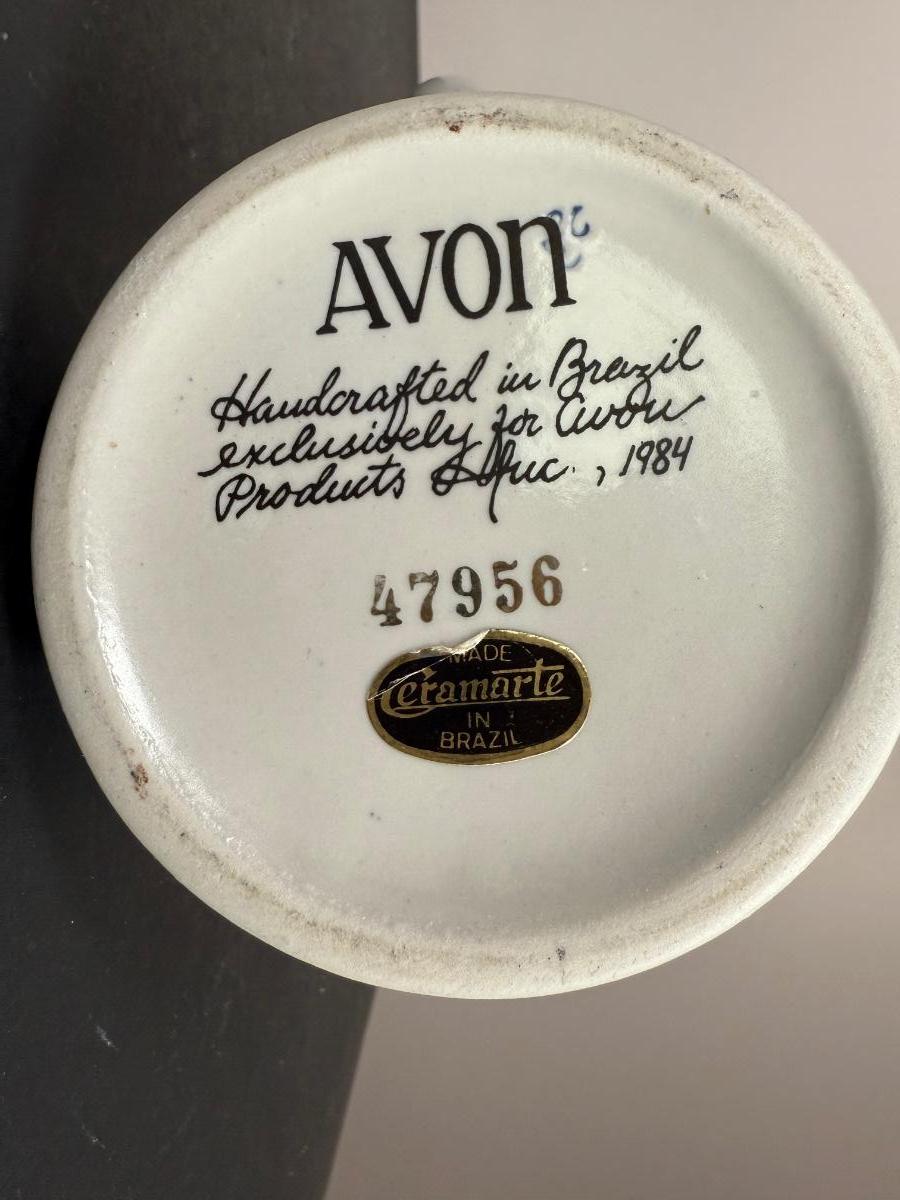 AVON
Handcrafted in Brazil
exclusively for Avon
Products Inc., 1984
47956
MADE
Ceramarte
IN
BRAZIL